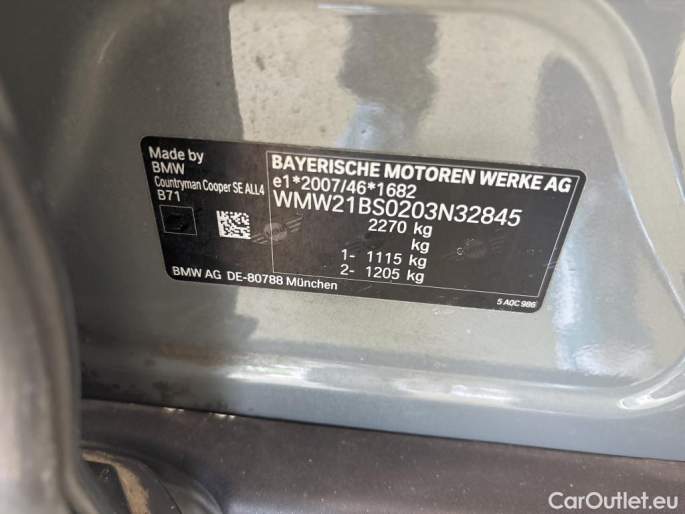 Made by
BMW
Countryman Cooper SE ALL4
B71
BAYERISCHE MOTOREN WERKE AG
e1*2007/46*1682
WMW21BS0203N32845
2270 kg
kg
1- 1115 kg
2- 1205 kg
BMW AG DE-80788 München
5 A0C 986
CarOutlet.eu